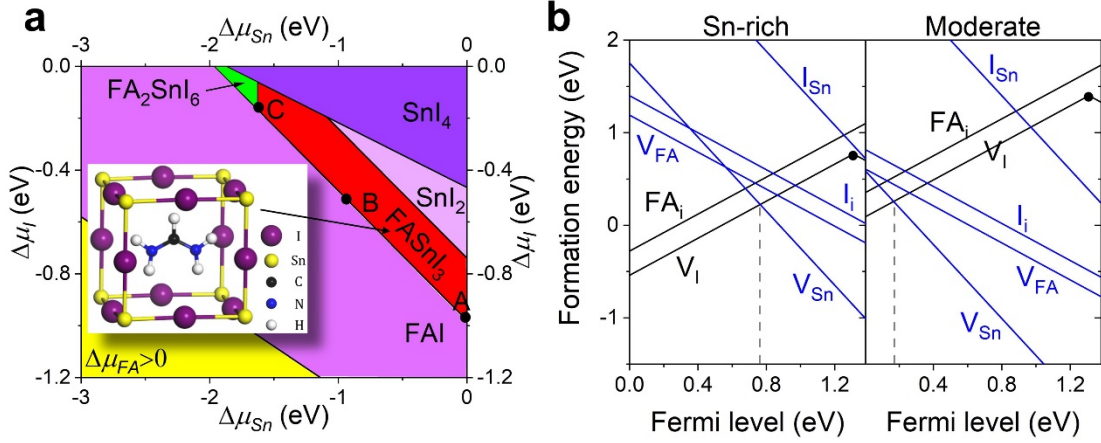 a
Δμ_Sn (eV)
-3 -2 -1 0
0.0
-0.4
-0.8
-1.2
Δμ_I (eV)
FA₂SnI₆
C
SnI₄
B
SnI₂
FASnI₃
A
FAI
Δμ_FA>0
I
Sn
C
N
H
0.0
-0.4
-0.8
-1.2
Δμ_I (eV)
-3 -2 -1 0
Δμ_Sn (eV)
b
Sn-rich Moderate
Formation energy (eV)
2
1
0
-1
I_Sn
V_FA
FA_i
V_I
I_i
V_Sn
I_Sn
FA_i
V_I
I_i
V_FA
V_Sn
0.0 0.4 0.8 1.2 0.4 0.8 1.2
Fermi level (eV) Fermi level (eV)